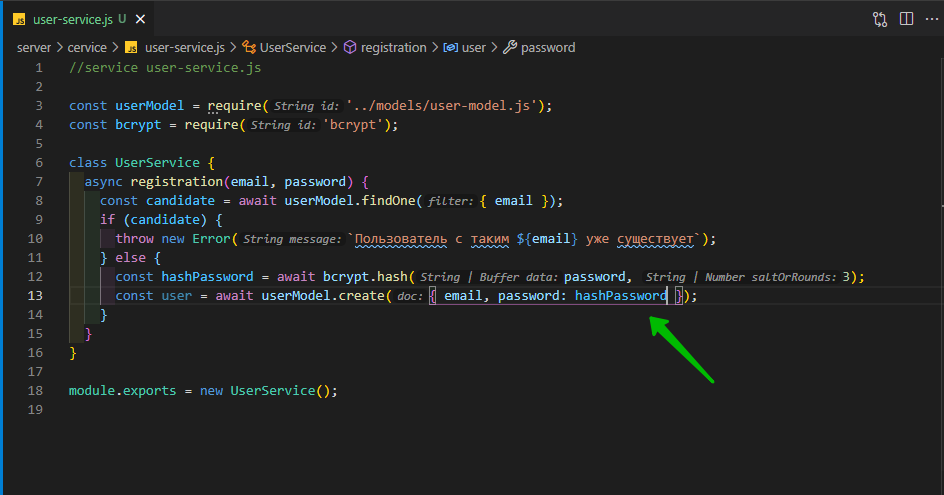 JS user-service.js U ×
server > cervice > JS user-service.js > UserService > registration > user > password
1 //service user-service.js
2
3 const userModel = require( String id: '../models/user-model.js');
4 const bcrypt = require( String id: 'bcrypt');
5
6 class UserService {
7 async registration(email, password) {
8 const candidate = await userModel.findOne( filter: { email });
9 if (candidate) {
10 throw new Error( String message: `Пользователь с таким ${email} уже существует`);
11 } else {
12 const hashPassword = await bcrypt.hash( String | Buffer data: password, String | Number saltOrRounds: 3);
13 const user = await userModel.create( doc: { email, password: hashPassword });
14 }
15 }
16 }
17
18 module.exports = new UserService();
19